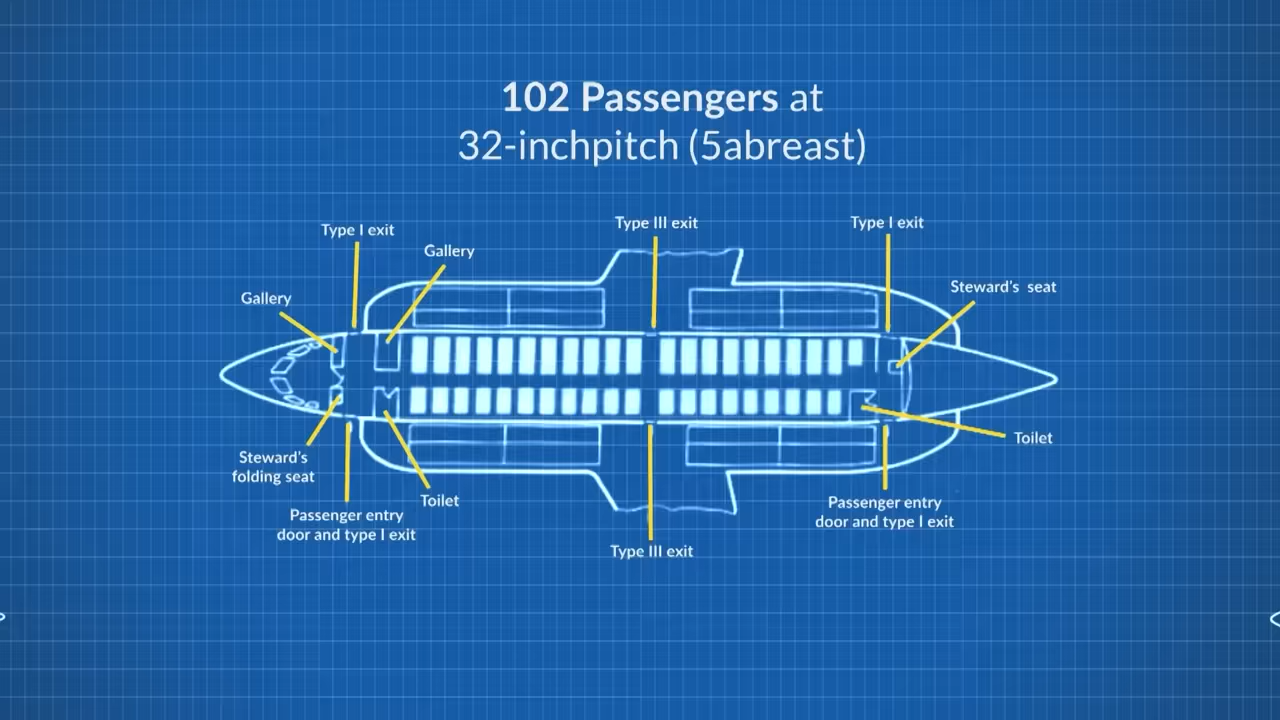 102 Passengers at
32-inchpitch (5abreast)
Type I exit
Type III exit
Type I exit
Gallery
Gallery
Steward's seat
Steward's
folding seat
Toilet
Toilet
Passenger entry
door and type I exit
Passenger entry
door and type I exit
Type III exit